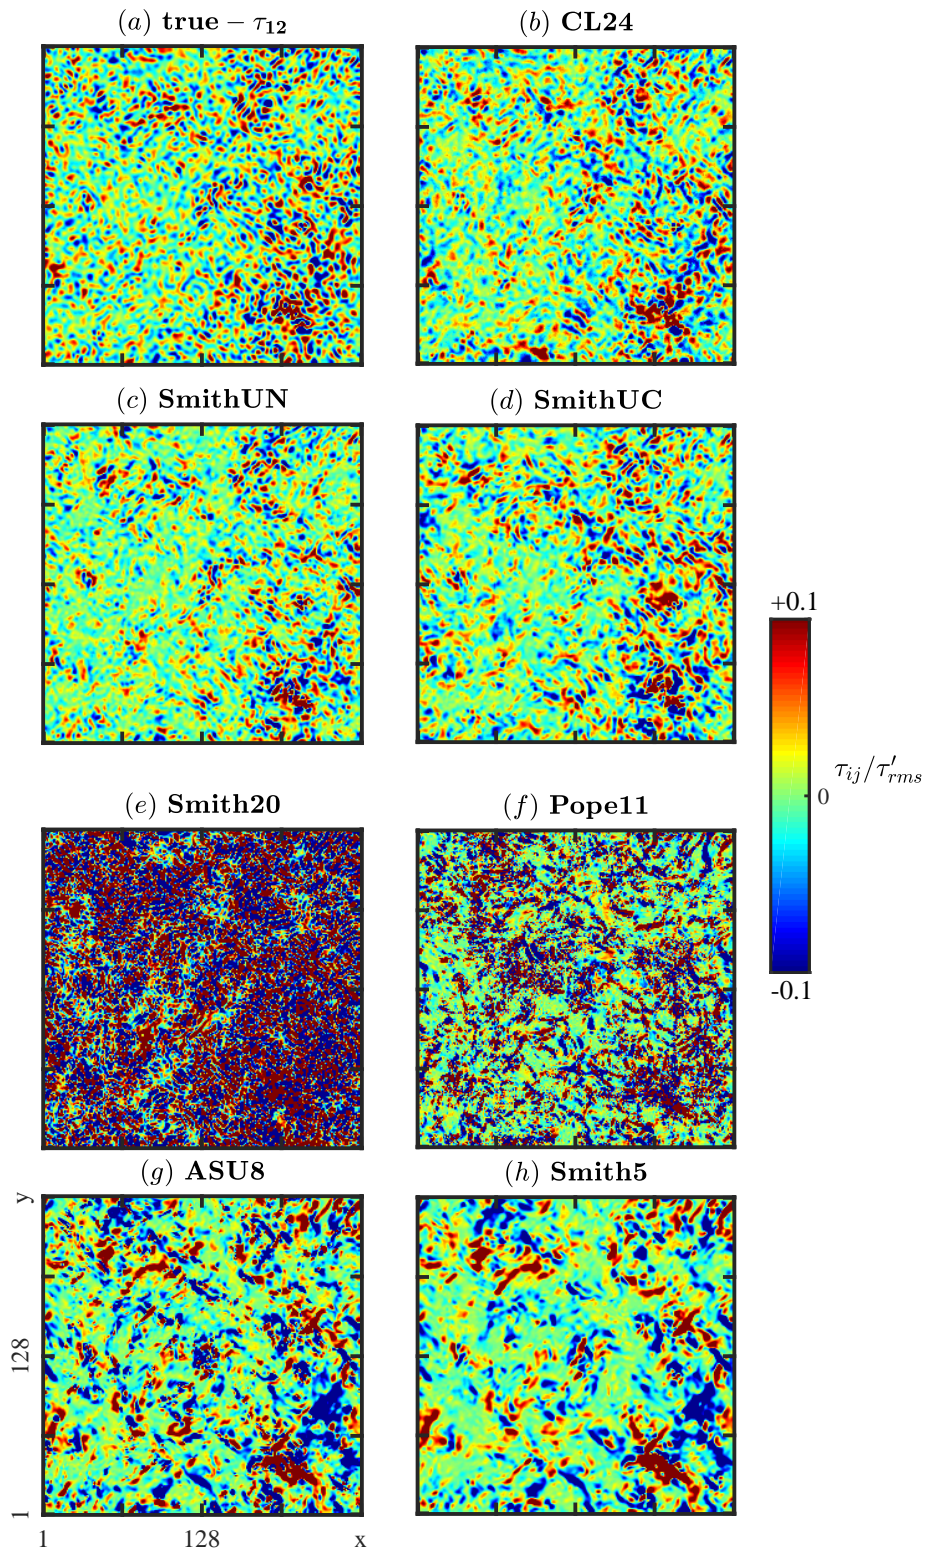 (a) true − τ₁₂
(b) CL24
(c) SmithUN
(d) SmithUC
+0.1
τᵢⱼ/τ′ᵣₘₛ
0
-0.1
(e) Smith20
(f) Pope11
(g) ASU8
(h) Smith5
y
128
1
1
128
x